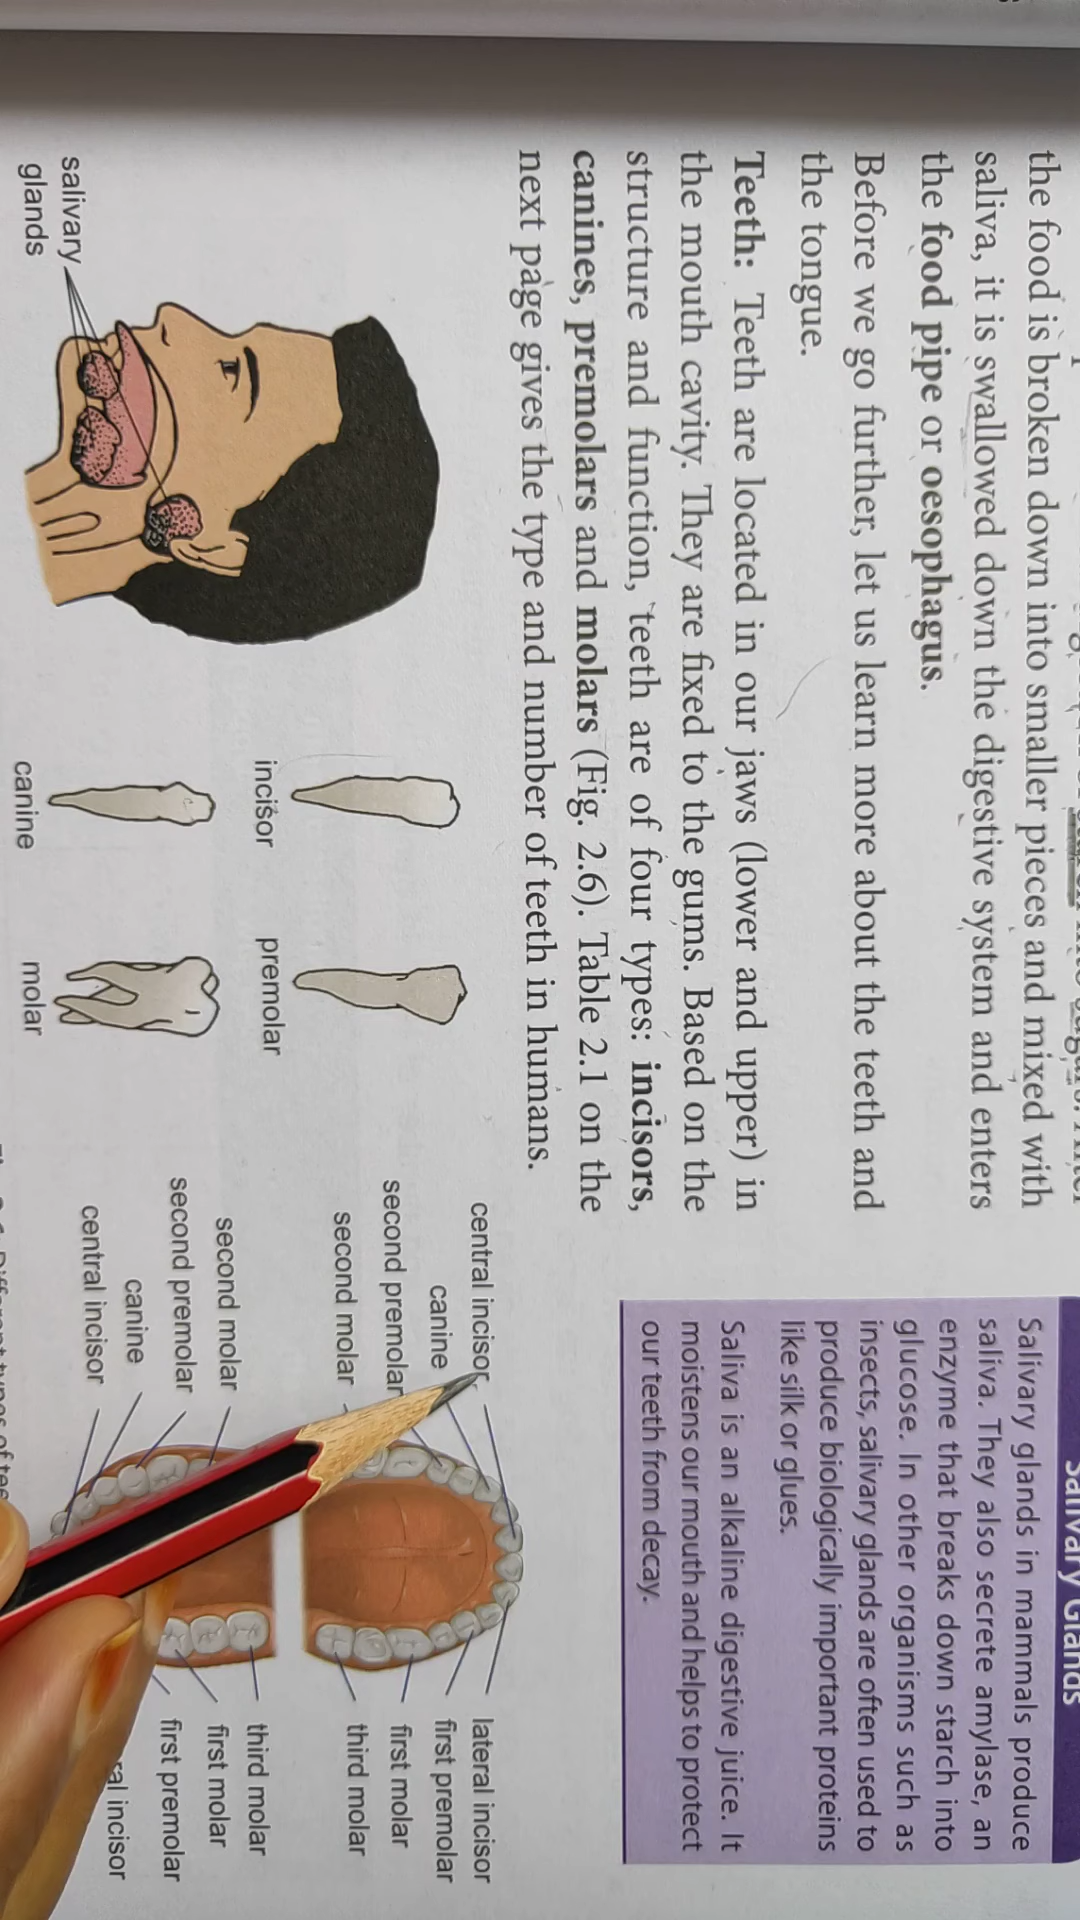 the food is broken down into smaller pieces and mixed with
saliva, it is swallowed down the digestive system and enters
the food pipe or oesophagus.
Before we go further, let us learn more about the teeth and
the tongue.
Teeth: Teeth are located in our jaws (lower and upper) in
the mouth cavity. They are fixed to the gums. Based on the
structure and function, teeth are of four types: incisors,
canines, premolars and molars (Fig. 2.6). Table 2.1 on the
next page gives the type and number of teeth in humans.
Salivary Glands
Salivary glands in mammals produce
saliva. They also secrete amylase, an
enzyme that breaks down starch into
glucose. In other organisms such as
insects, salivary glands are often used to
produce biologically important proteins
like silk or glues.
Saliva is an alkaline digestive juice. It
moistens our mouth and helps to protect
our teeth from decay.
salivary
glands
incisor
premolar
canine
molar
central incisor
canine
second premolar
second molar
lateral incisor
first premolar
first molar
third molar
second molar
second premolar
canine
central incisor
third molar
first molar
first premolar
incisor